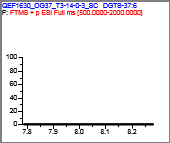 QEF1630_OG37_T3-14-0-3_SC DGTS-37:6
F: FTMS + p ESI Full ms [500.0000-2000.0000]
100
80
60
40
20
0
7.8 7.9 8.0 8.1 8.2